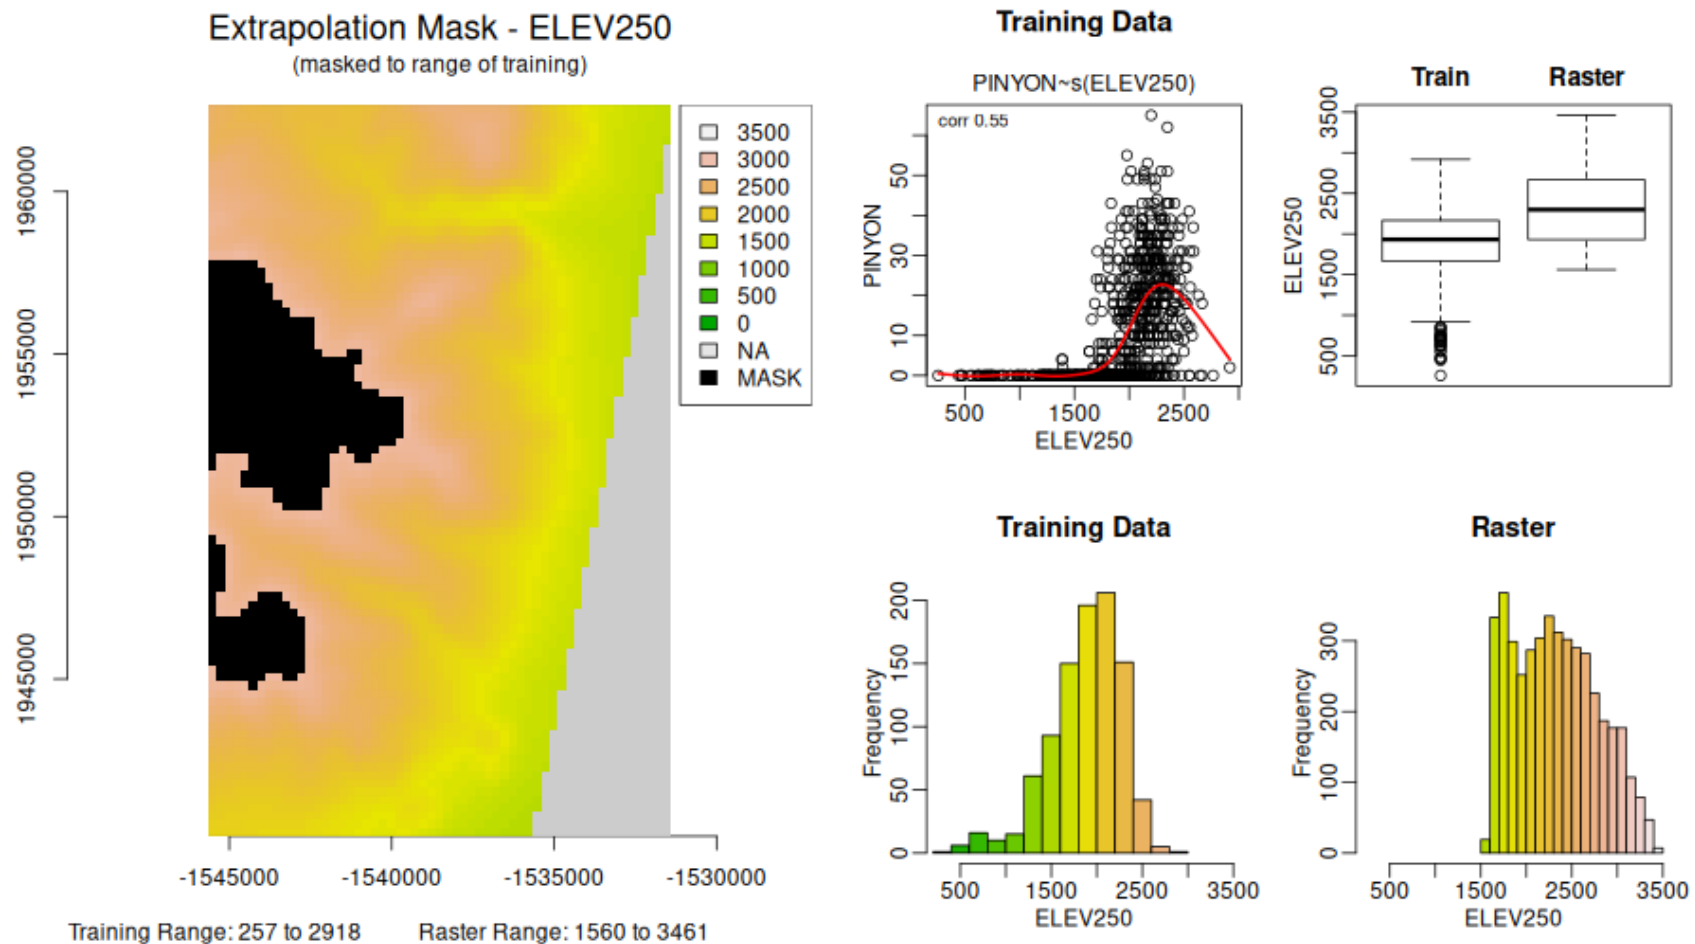 Extrapolation Mask - ELEV250
(masked to range of training)
1960000
1955000
1950000
1945000
-1545000 -1540000 -1535000 -1530000
3500
3000
2500
2000
1500
1000
500
0
NA
MASK
Training Range: 257 to 2918 Raster Range: 1560 to 3461
Training Data
PINYON~s(ELEV250)
corr 0.55
PINYON
50
30
10
0
500 1500 2500
ELEV250
Train Raster
ELEV250
3500
2500
1500
500
Training Data
Frequency
200
150
100
50
0
500 1500 2500 3500
ELEV250
Raster
Frequency
300
200
100
0
500 1500 2500 3500
ELEV250